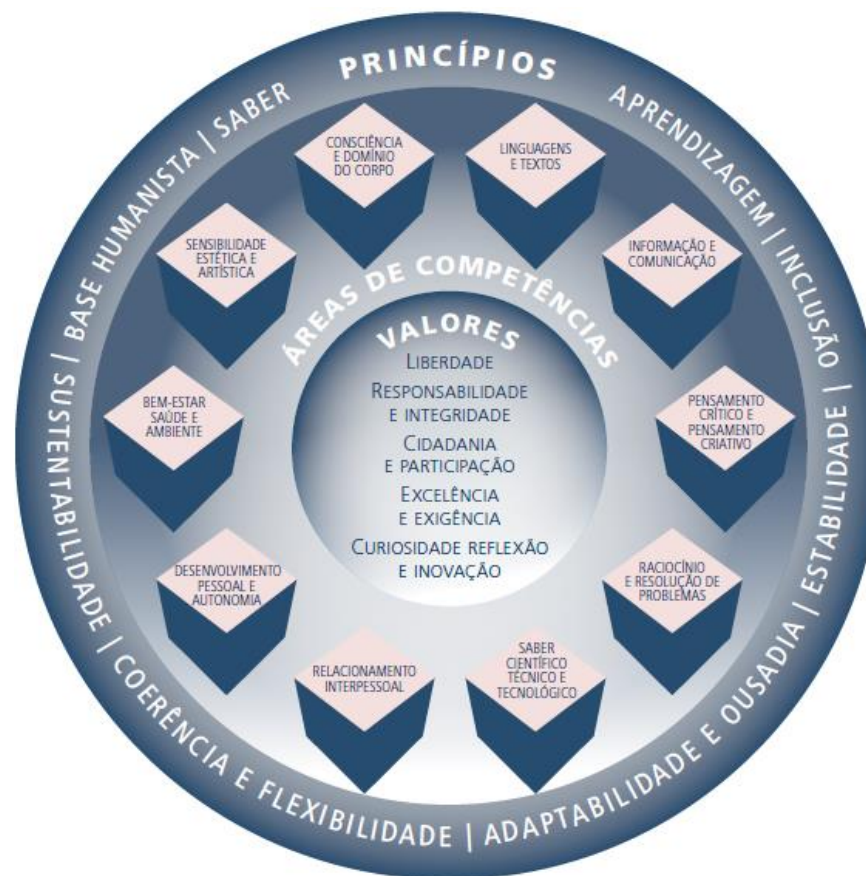 PRINCÍPIOS
BASE HUMANISTA | SABER
APRENDIZAGEM | INCLUSÃO | ESTABILIDADE |
ADAPTABILIDADE E OUSADIA |
COERÊNCIA E FLEXIBILIDADE |
SUSTENTABILIDADE |
CONSCIÊNCIA
E DOMÍNIO
DO CORPO
LINGUAGENS
E TEXTOS
INFORMAÇÃO E
COMUNICAÇÃO
PENSAMENTO
CRÍTICO E
PENSAMENTO
CRIATIVO
RACIOCÍNIO
E RESOLUÇÃO DE
PROBLEMAS
SABER
CIENTÍFICO
TÉCNICO E
TECNOLÓGICO
RELACIONAMENTO
INTERPESSOAL
DESENVOLVIMENTO
PESSOAL E
AUTONOMIA
BEM-ESTAR
SAÚDE E
AMBIENTE
SENSIBILIDADE
ESTÉTICA E
ARTÍSTICA
ÁREAS DE COMPETÊNCIAS
VALORES
LIBERDADE
RESPONSABILIDADE
E INTEGRIDADE
CIDADANIA
E PARTICIPAÇÃO
EXCELÊNCIA
E EXIGÊNCIA
CURIOSIDADE REFLEXÃO
E INOVAÇÃO